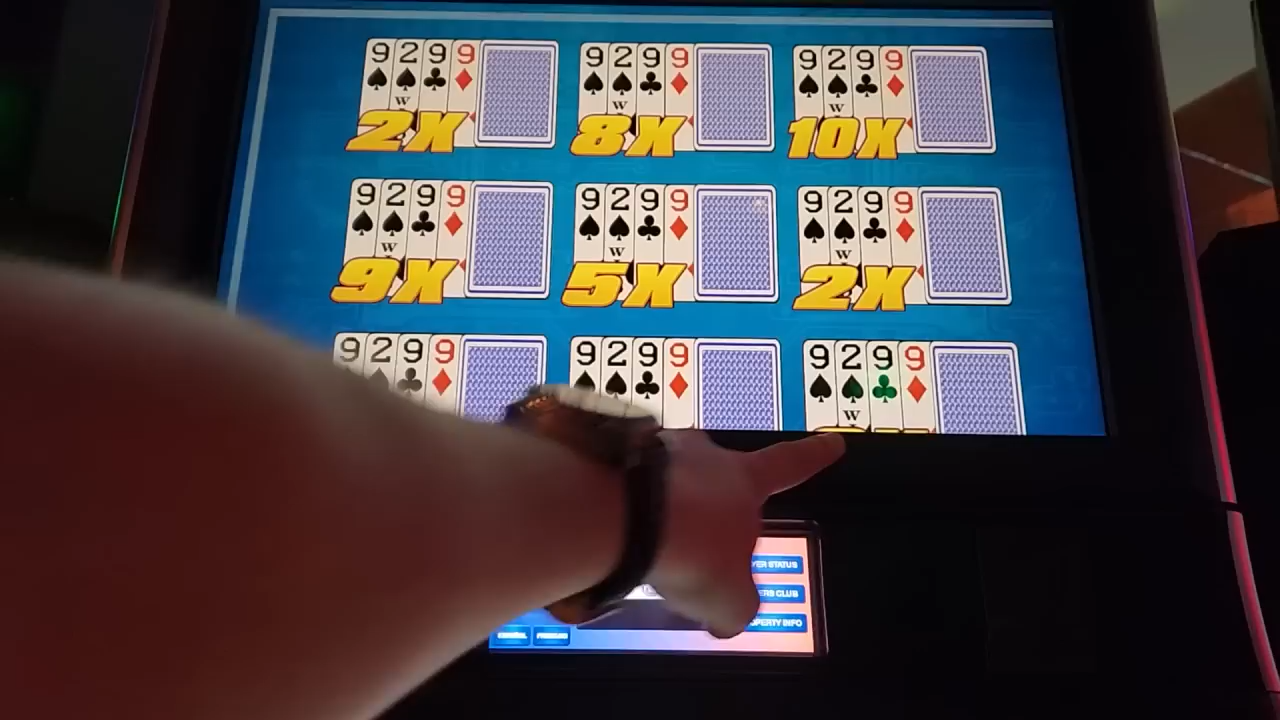 9 2 9 9 9 2 9 9 9 2 9 9
W W W
2X 8X 10X
9 2 9 9 9 2 9 9 9 2 9 9
W W W
9X 5X 2X
9 2 9 9 9 2 9 9 9 2 9 9
W
YER STATUS
ERS CLUB
OPERTY INFO